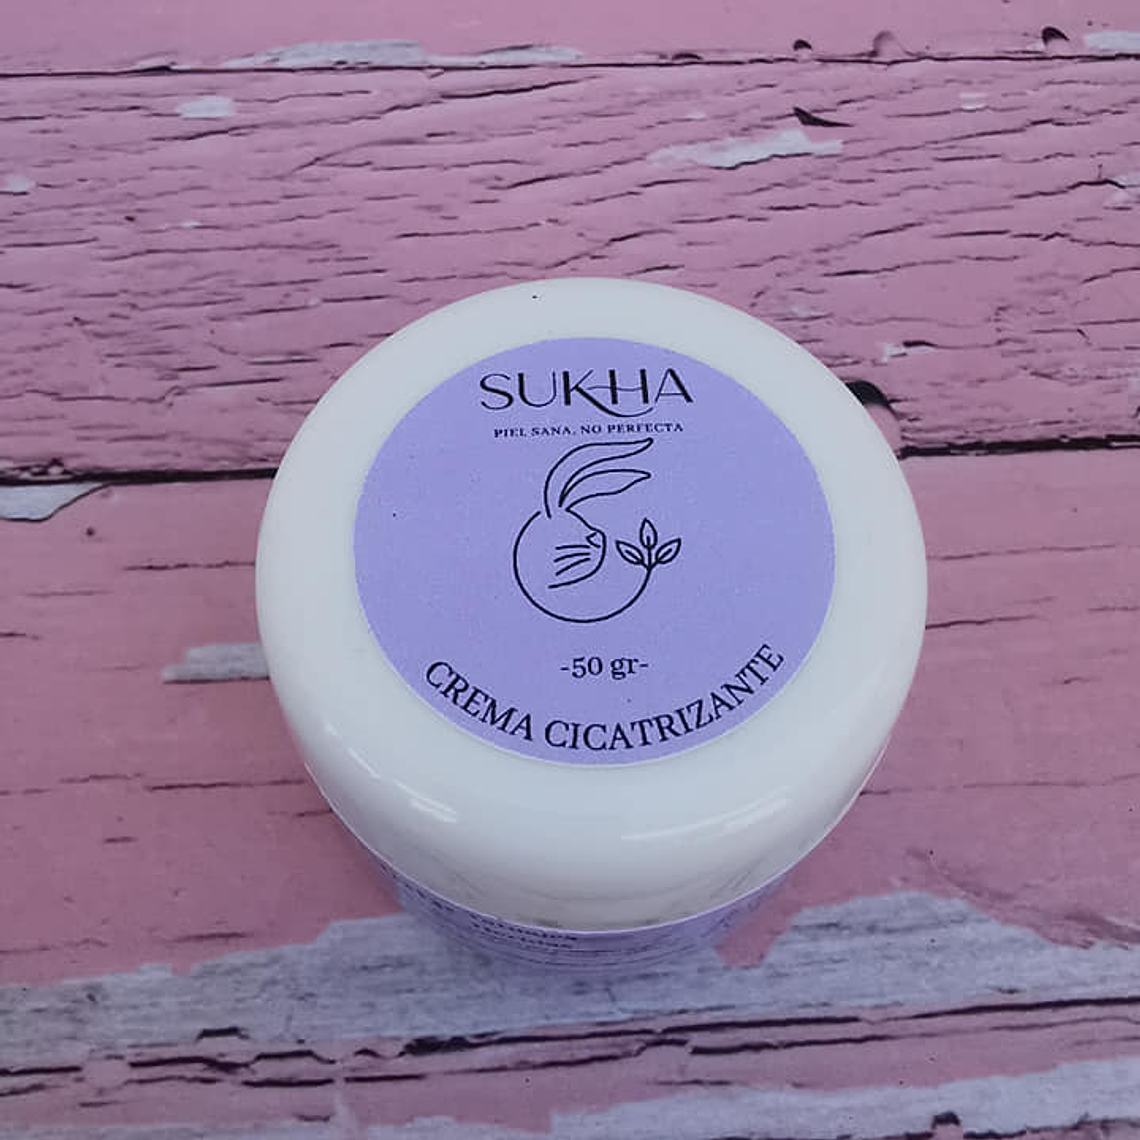 SUKHA
PIEL SANA, NO PERFECTA
-50 gr-
CREMA CICATRIZANTE